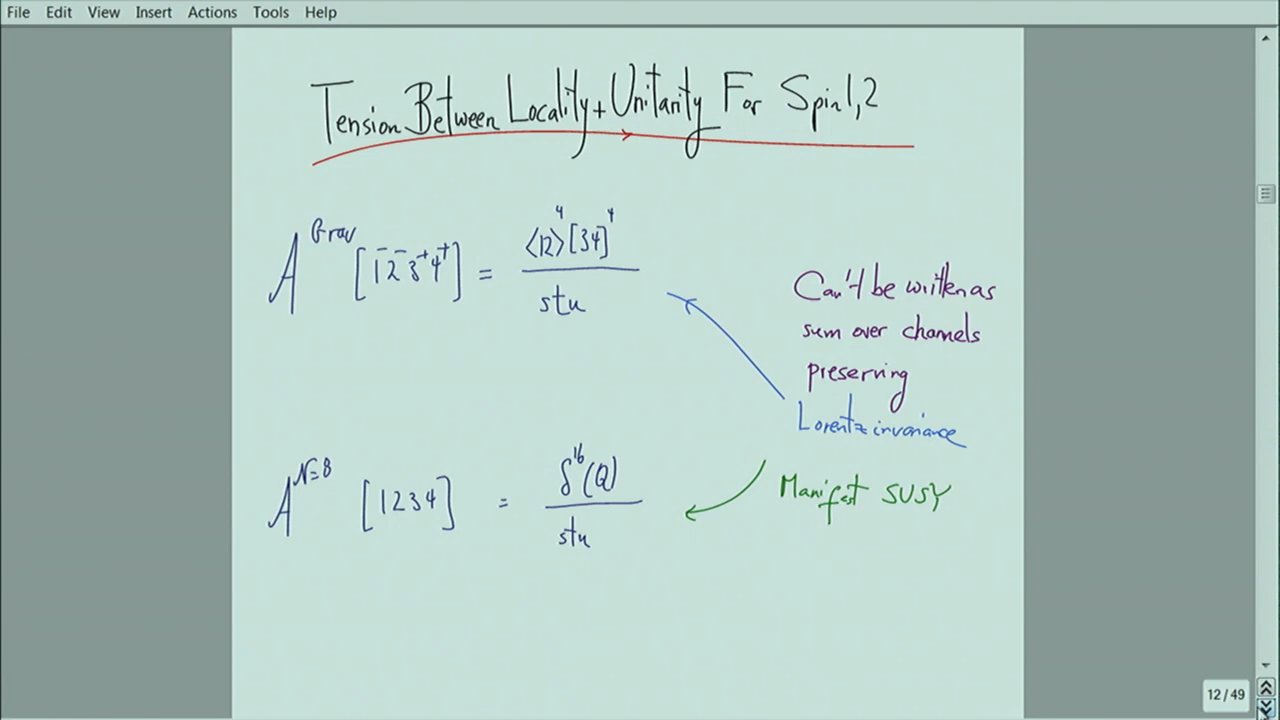 File Edit View Insert Actions Tools Help
Tension Between Locality + Unitarity For Spin 1, 2
A^Grav [1^- 2^- 3^+ 4^+] = ⟨12⟩^4 [34]^4 / stu
Can't be written as
sum over channels
preserving
Lorentz invariance
A^N=8 [1234] = δ^16(Q) / stu
Manifest SUSY
12 / 49